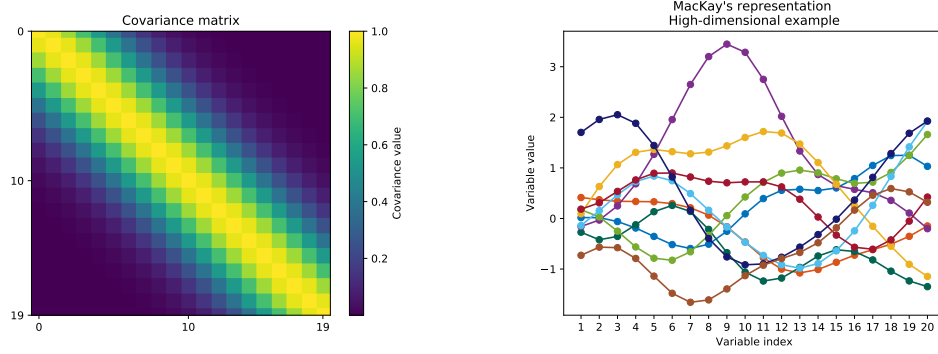 Covariance matrix
0
10
19
0
10
19
1.0
0.8
0.6
0.4
0.2
Covariance value
MacKay's representation
High-dimensional example
3
2
1
0
−1
Variable value
1 2 3 4 5 6 7 8 9 10 11 12 13 14 15 16 17 18 19 20
Variable index